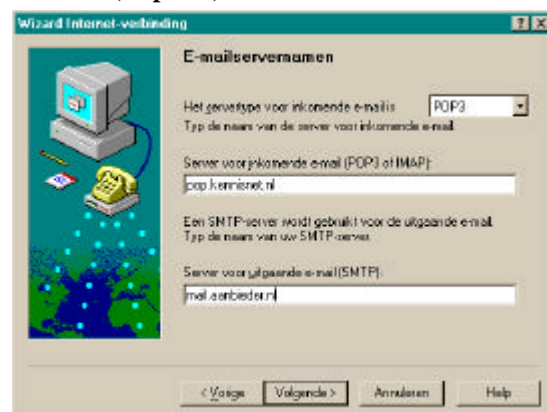 Wizard Internet-verbinding
E-mailservernamen
Het servertype voor inkomende e-mail is POP3
Typ de naam van de server voor inkomende e-mail.
Server voor inkomende e-mail (POP3 of IMAP):
pop.kennisnet.nl
Een SMTP-server wordt gebruikt voor de uitgaande e-mail.
Typ de naam van uw SMTP-server.
Server voor uitgaande e-mail (SMTP):
mail.aanbieder.nl
< Vorige Volgende > Annuleren Help